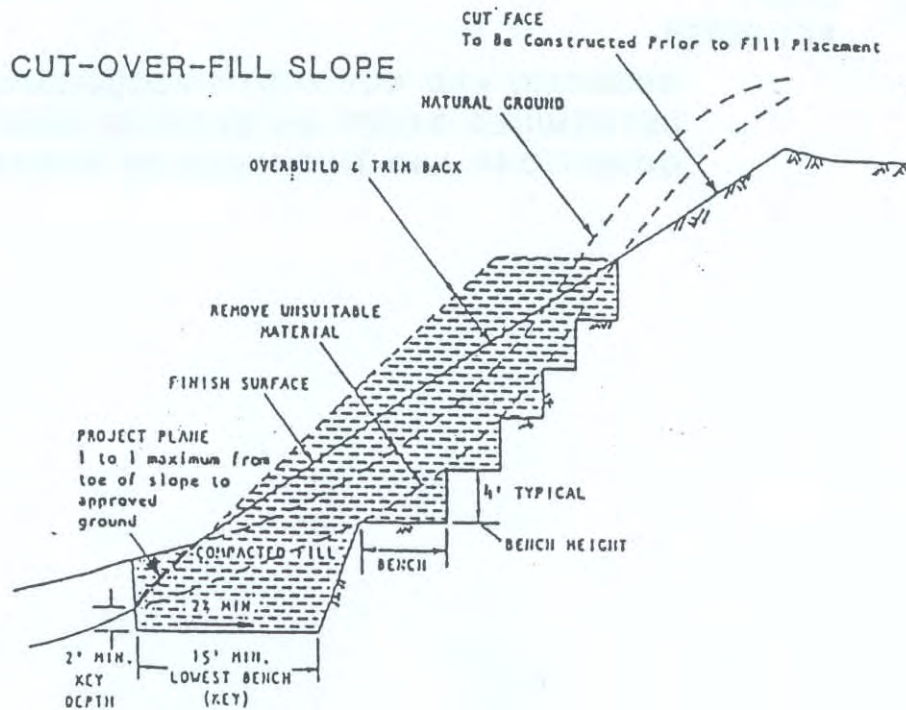 CUT FACE
To Be Constructed Prior to Fill Placement
CUT-OVER-FILL SLOPE
NATURAL GROUND
OVERBUILD & TRIM BACK
REMOVE UNSUITABLE
MATERIAL
FINISH SURFACE
PROJECT PLANE
1 to 1 maximum from
toe of slope to
approved
ground
4' TYPICAL
BENCH HEIGHT
BENCH
COMPACTED FILL
2% MIN.
2' MIN.
KEY
DEPTH
15' MIN.
LOWEST BENCH
(KEY)